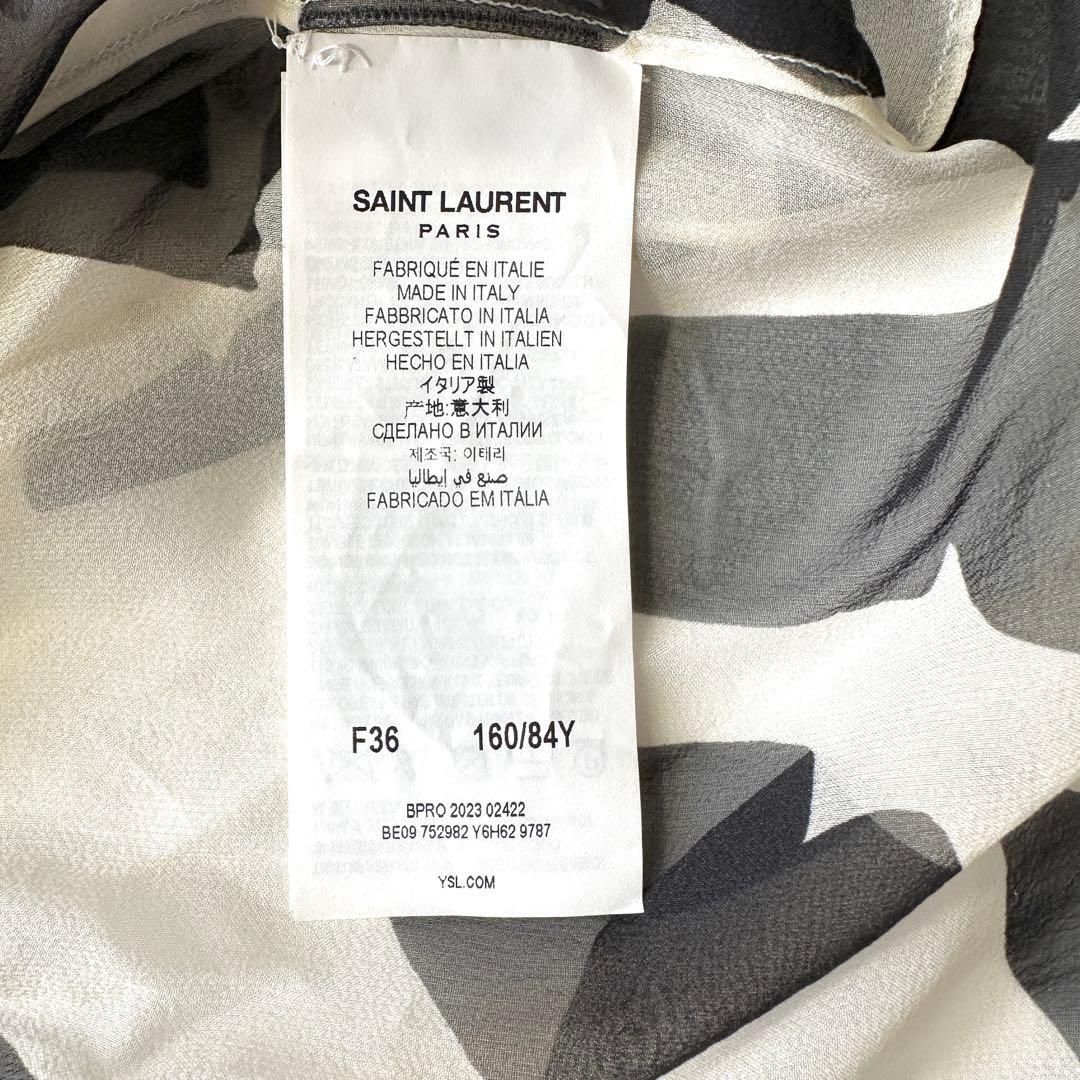 SAINT LAURENT
PARIS
FABRIQUÉ EN ITALIE
MADE IN ITALY
FABBRICATO IN ITALIA
HERGESTELLT IN ITALIEN
HECHO EN ITALIA
イタリア製
产地:意大利
СДЕЛАНО В ИТАЛИИ
제조국: 이태리
صنع في إيطاليا
FABRICADO EM ITÁLIA
F36 160/84Y
BPRO 2023 02422
BE09 752982 Y6H62 9787
YSL.COM